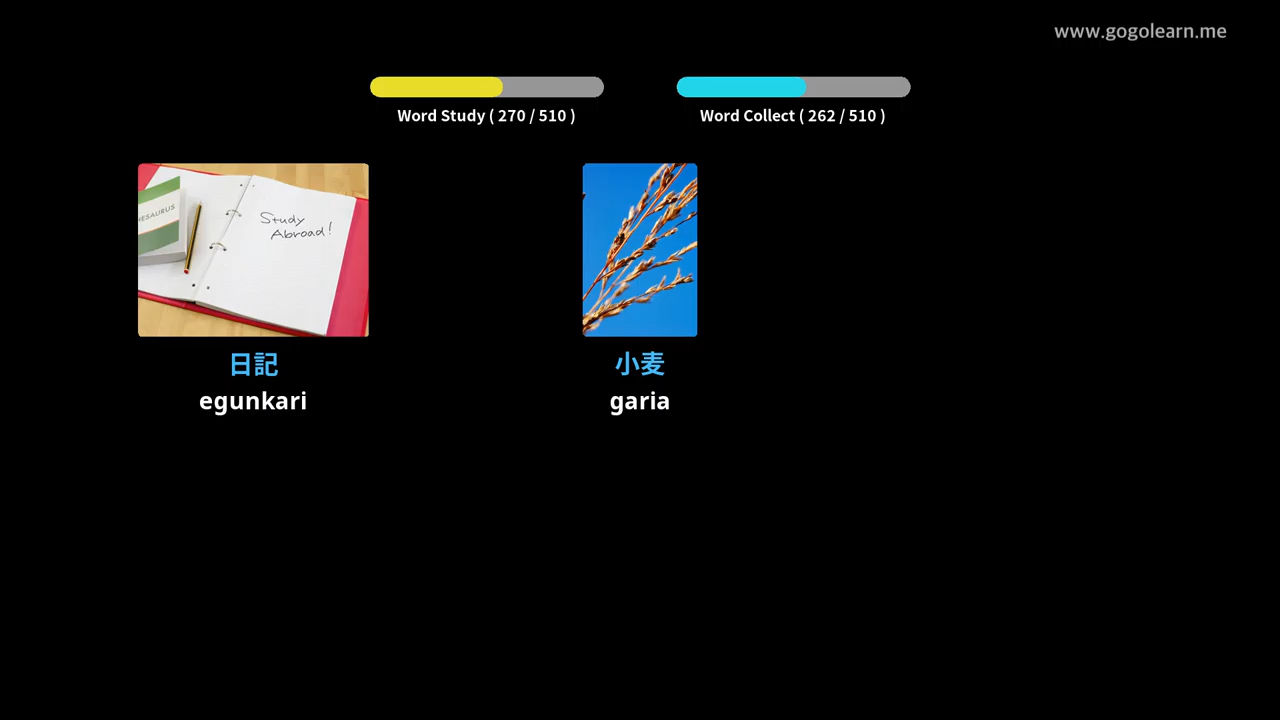 www.gogolearn.me
Word Study ( 270 / 510 )
Word Collect ( 262 / 510 )
HESAURUS
Study
Abroad!
日記
egunkari
小麦
garia